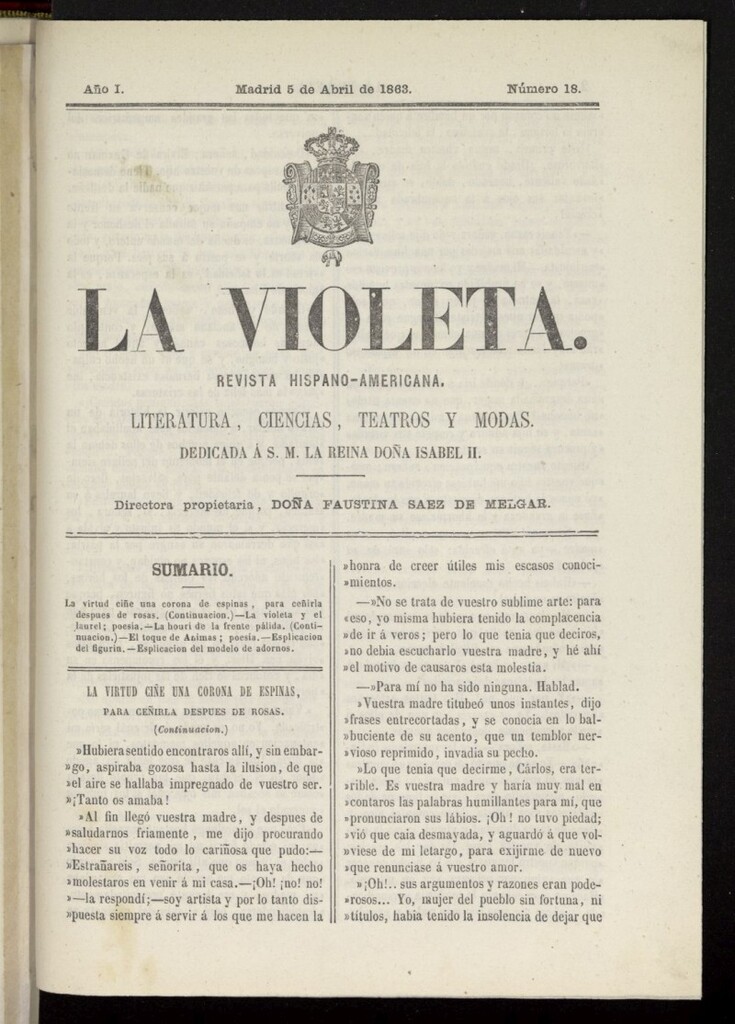 Año I.
Madrid 5 de Abril de 1863.
Número 18.
LA VIOLETA.
REVISTA HISPANO-AMERICANA.
LITERATURA, CIENCIAS, TEATROS Y MODAS.
DEDICADA Á S. M. LA REINA DOÑA ISABEL II.
Directora propietaria, DOÑA FAUSTINA SAEZ DE MELGAR.
SUMARIO.
La virtud ciñe una corona de espinas, para ceñirla
despues de rosas. (Continuacion.)—La violeta y el
laurel; poesia.—La houri de la frente pálida. (Conti-
nuacion.)—El toque de Animas; poesia.—Esplicacion
del figurin.—Esplicacion del modelo de adornos.
LA VIRTUD CIÑE UNA CORONA DE ESPINAS,
PARA CEÑIRLA DESPUES DE ROSAS.
(Continuacion.)
»Hubiera sentido encontraros allí, y sin embar-
»go, aspiraba gozosa hasta la ilusion, de que
»el aire se hallaba impregnado de vuestro ser.
»¡Tanto os amaba!
»Al fin llegó vuestra madre, y despues de
»saludarnos friamente, me dijo procurando
»hacer su voz todo lo cariñosa que pudo:—
»Estrañareis, señorita, que os haya hecho
»molestaros en venir á mi casa.—¡Oh! ¡no! no!
»—la respondí;—soy artista y por lo tanto dis-
»puesta siempre á servir á los que me hacen la
»honra de creer útiles mis escasos conoci-
»mientos.
—»No se trata de vuestro sublime arte: para
»eso, yo misma hubiera tenido la complacencia
»de ir á veros; pero lo que tenia que deciros,
»no debia escucharlo vuestra madre, y hé ahí
»el motivo de causaros esta molestia.
—»Para mí no ha sido ninguna. Hablad.
»Vuestra madre titubeó unos instantes, dijo
»frases entrecortadas, y se conocia en lo bal-
»buciente de su acento, que un temblor ner-
»vioso reprimido, invadia su pecho.
»Lo que tenia que decirme, Cárlos, era ter-
»rible. Es vuestra madre y haría muy mal en
»contaros las palabras humillantes para mí, que
»pronunciaron sus lábios. ¡Oh! no tuvo piedad;
»vió que caia desmayada, y aguardó á que vol-
»viese de mi letargo, para exijirme de nuevo
»que renunciase á vuestro amor.
»¡Oh!.. sus argumentos y razones eran pode-
»rosos... Yo, mujer del pueblo sin fortuna, ni
»títulos, habia tenido la insolencia de dejar que